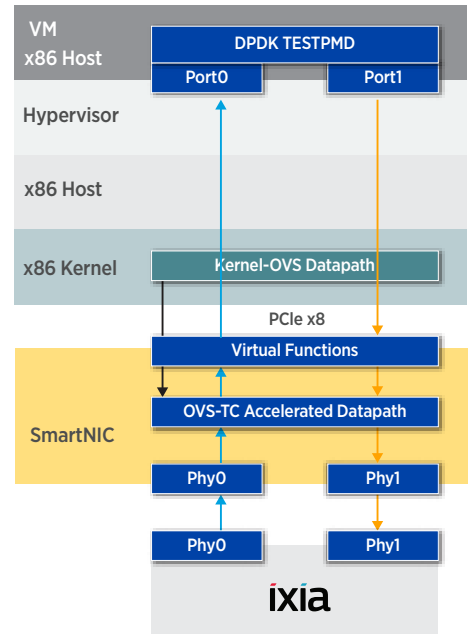 VM
x86 Host
DPDK TESTPMD
Port0
Port1
Hypervisor
x86 Host
x86 Kernel
Kernel-OVS Datapath
PCIe x8
Virtual Functions
OVS-TC Accelerated Datapath
SmartNIC
Phy0
Phy1
Phy0
Phy1
ixia